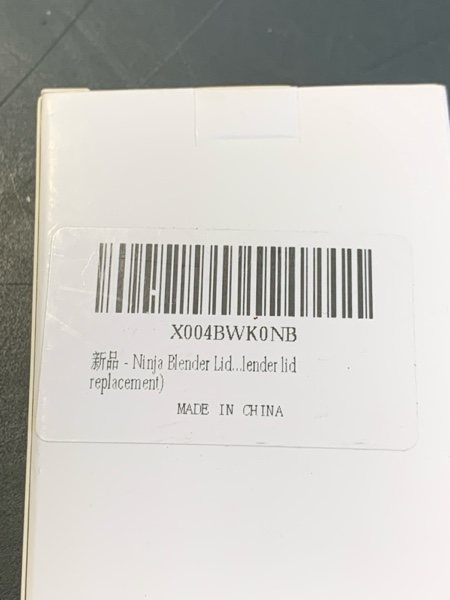 X004BWK0NB
新品 - Ninja Blender Lid...lender lid
replacement)
MADE IN CHINA